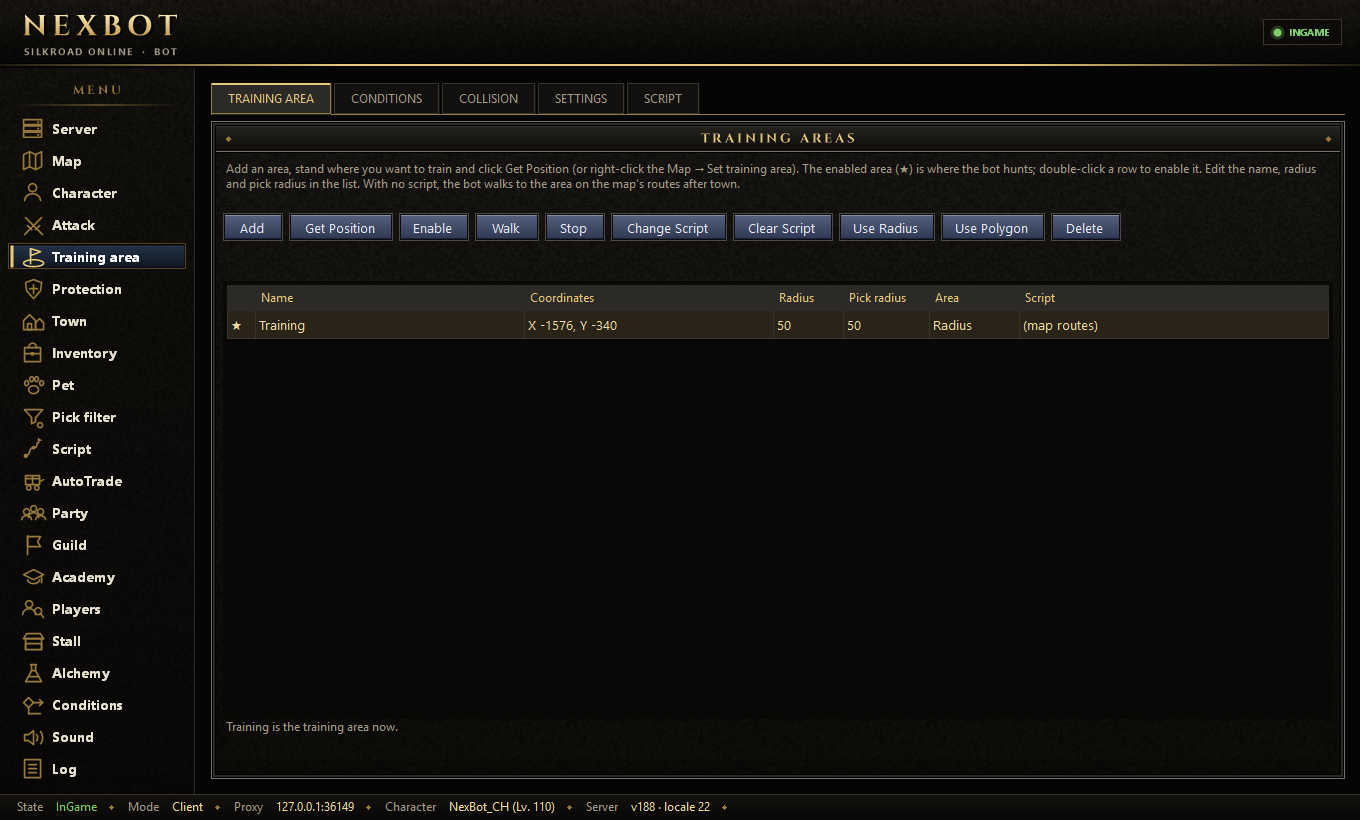 NEXBOT
SILKROAD ONLINE · BOT
INGAME
MENU
Server
Map
Character
Attack
Training area
Protection
Town
Inventory
Pet
Pick filter
Script
AutoTrade
Party
Guild
Academy
Players
Stall
Alchemy
Conditions
Sound
Log
TRAINING AREA CONDITIONS COLLISION SETTINGS SCRIPT
TRAINING AREAS
Add an area, stand where you want to train and click Get Position (or right-click the Map → Set training area). The enabled area (★) is where the bot hunts; double-click a row to enable it. Edit the name, radius
and pick radius in the list. With no script, the bot walks to the area on the map's routes after town.
Add Get Position Enable Walk Stop Change Script Clear Script Use Radius Use Polygon Delete
Name Coordinates Radius Pick radius Area Script
★ Training X -1576, Y -340 50 50 Radius (map routes)
Training is the training area now.
State InGame Mode Client Proxy 127.0.0.1:36149 Character NexBot_CH (Lv. 110) Server v188 · locale 22